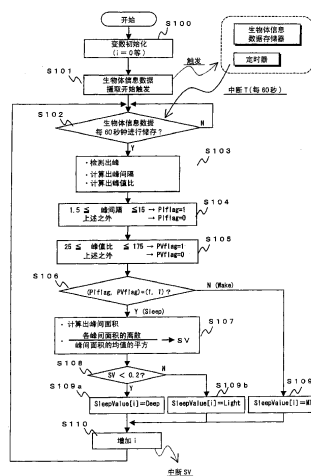 开始
S100
变数初始化
(i=0等)
生物体信息
数据存储器
定时器
S101
生物体信息数据
摄取开始触发
触发
中断T(每60秒)
S102
生物体信息数据
每60秒钟进行储存?
N
Y
S103
·检测出峰
·计算出峰间隔
·计算出峰值比
S104
1.5≦ 峰间隔 ≦15 → PIflag=1
上述之外 → PIflag=0
S105
25 ≦ 峰值比 ≦175 → PVflag=1
上述之外 → PVflag=0
S106
(PIflag, PVflag)=(1, 1)?
N (Wake)
Y (Sleep)
S107
·计算出峰间面积
·各峰间面积的离散
峰间面积的均值的平方
→ SV
S108
SV < 0.2?
N
Y
S109a
S109b
S109
SleepValue[i]=Deep
SleepValue[i]=Light
SleepValue[i]=
S110
增加 i
中断SV